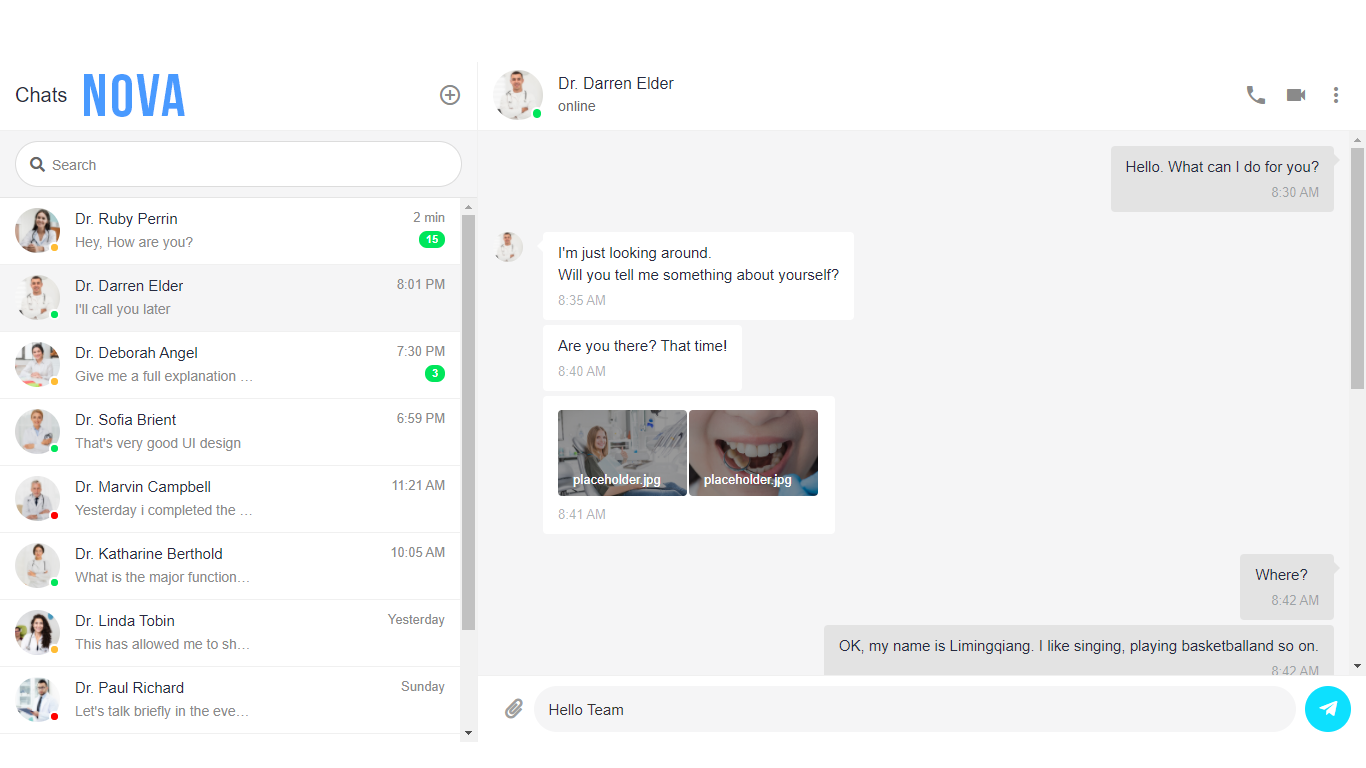 Chats NOVA
Search
Dr. Ruby Perrin 2 min
Hey, How are you? 15
Dr. Darren Elder 8:01 PM
I'll call you later
Dr. Deborah Angel 7:30 PM
Give me a full explanation ... 3
Dr. Sofia Brient 6:59 PM
That's very good UI design
Dr. Marvin Campbell 11:21 AM
Yesterday i completed the ...
Dr. Katharine Berthold 10:05 AM
What is the major function...
Dr. Linda Tobin Yesterday
This has allowed me to sh...
Dr. Paul Richard Sunday
Let's talk briefly in the eve...
Dr. Darren Elder
online
Hello. What can I do for you?
8:30 AM
I'm just looking around.
Will you tell me something about yourself?
8:35 AM
Are you there? That time!
8:40 AM
placeholder.jpg placeholder.jpg
8:41 AM
Where?
8:42 AM
OK, my name is Limingqiang. I like singing, playing basketballand so on.
8:42 AM
Hello Team